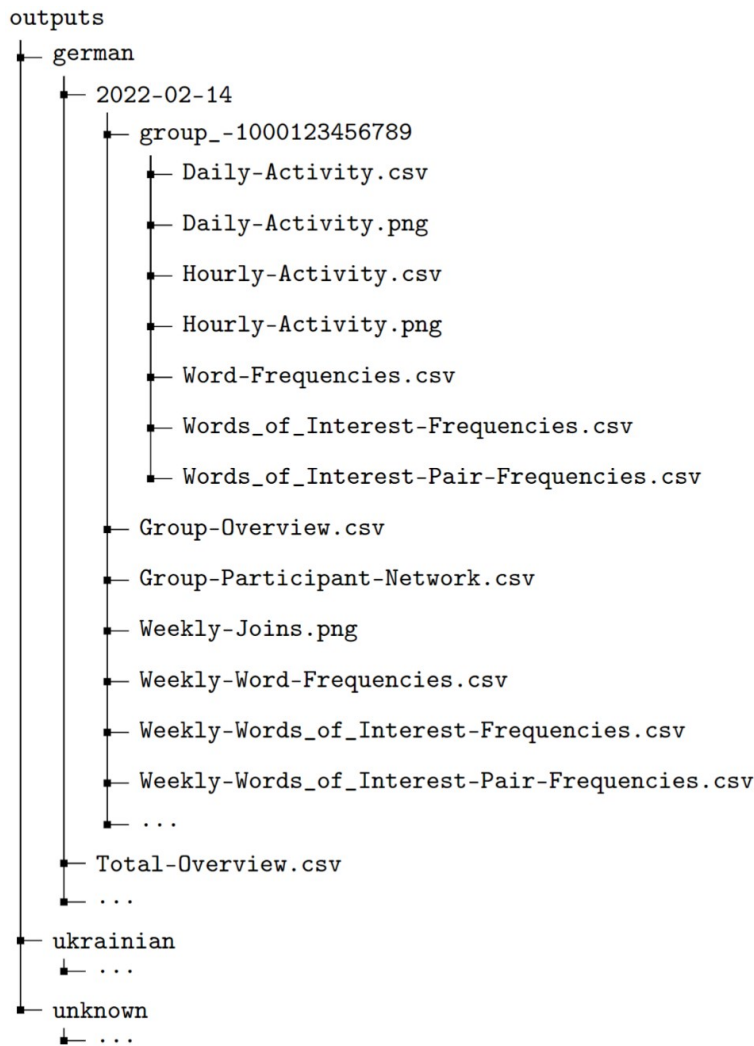 outputs
german
2022-02-14
group_-1000123456789
Daily-Activity.csv
Daily-Activity.png
Hourly-Activity.csv
Hourly-Activity.png
Word-Frequencies.csv
Words_of_Interest-Frequencies.csv
Words_of_Interest-Pair-Frequencies.csv
Group-Overview.csv
Group-Participant-Network.csv
Weekly-Joins.png
Weekly-Word-Frequencies.csv
Weekly-Words_of_Interest-Frequencies.csv
Weekly-Words_of_Interest-Pair-Frequencies.csv
...
Total-Overview.csv
...
ukrainian
...
unknown
...